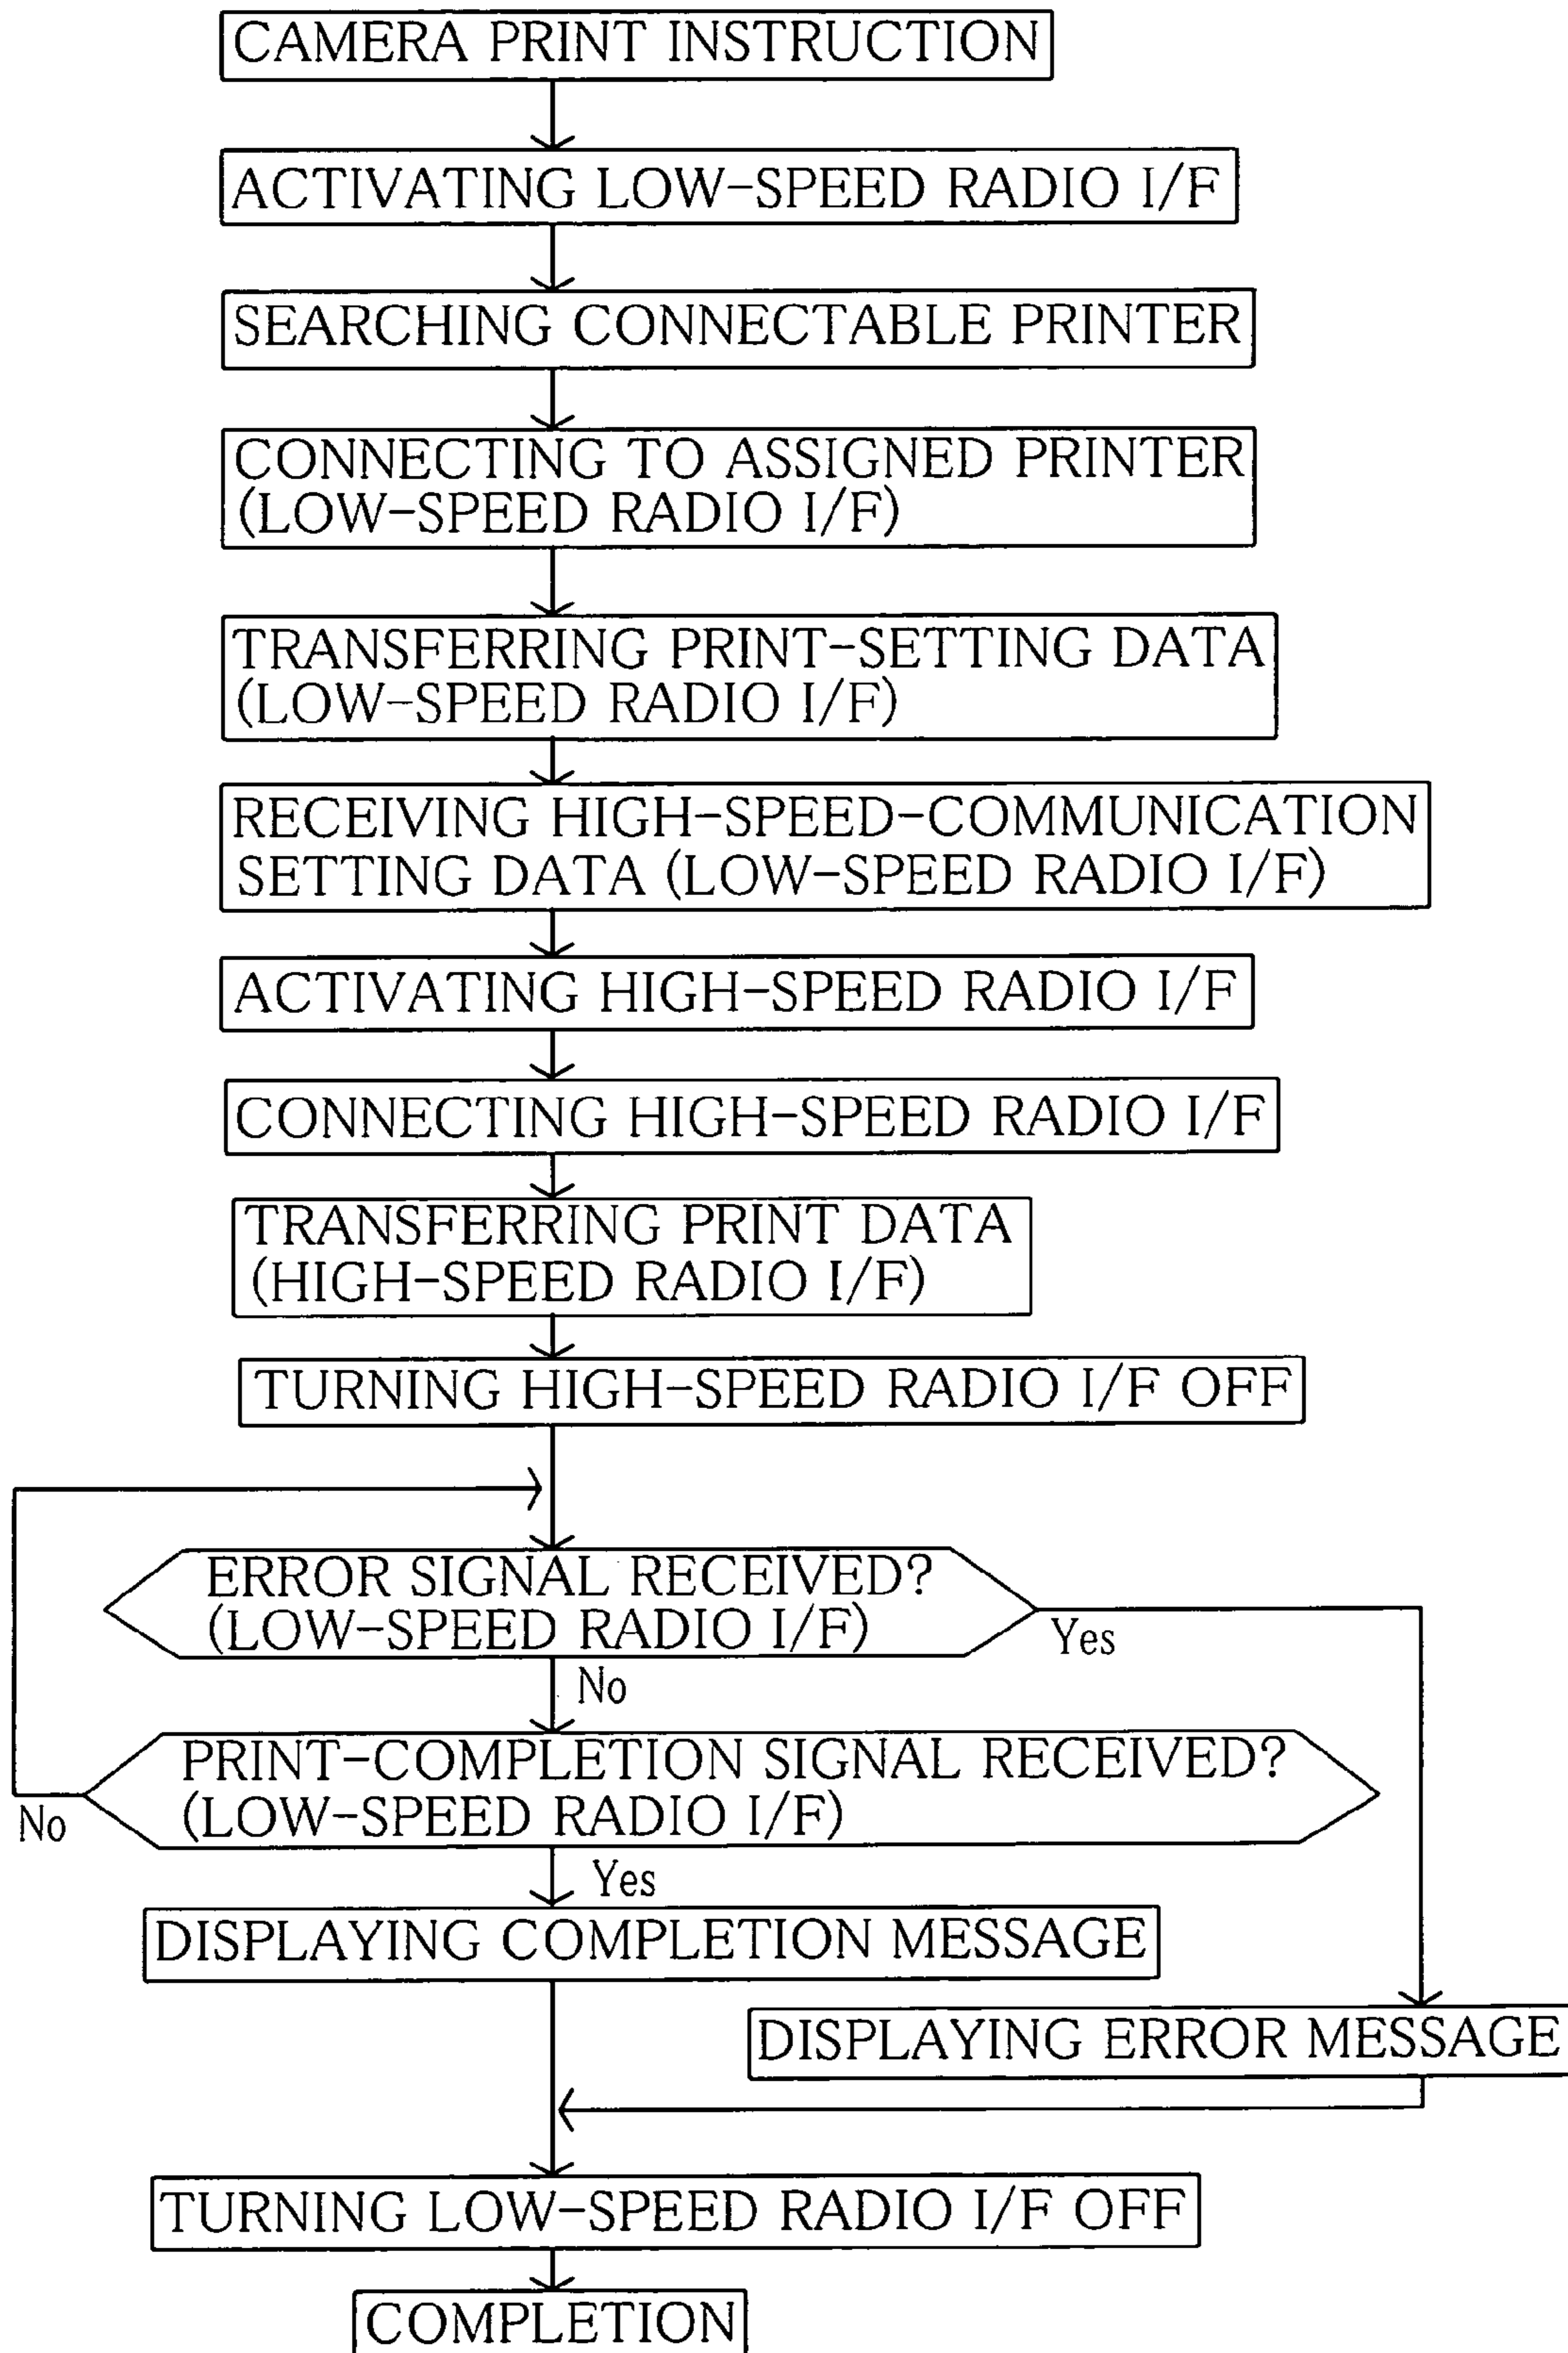 CAMERA PRINT INSTRUCTION
ACTIVATING LOW-SPEED RADIO I/F
SEARCHING CONNECTABLE PRINTER
CONNECTING TO ASSIGNED PRINTER
(LOW-SPEED RADIO I/F)
TRANSFERRING PRINT-SETTING DATA
(LOW-SPEED RADIO I/F)
RECEIVING HIGH-SPEED-COMMUNICATION
SETTING DATA (LOW-SPEED RADIO I/F)
ACTIVATING HIGH-SPEED RADIO I/F
CONNECTING HIGH-SPEED RADIO I/F
TRANSFERRING PRINT DATA
(HIGH-SPEED RADIO I/F)
TURNING HIGH-SPEED RADIO I/F OFF
ERROR SIGNAL RECEIVED?
(LOW-SPEED RADIO I/F)
Yes
No
PRINT-COMPLETION SIGNAL RECEIVED?
(LOW-SPEED RADIO I/F)
No
Yes
DISPLAYING COMPLETION MESSAGE
DISPLAYING ERROR MESSAGE
TURNING LOW-SPEED RADIO I/F OFF
COMPLETION